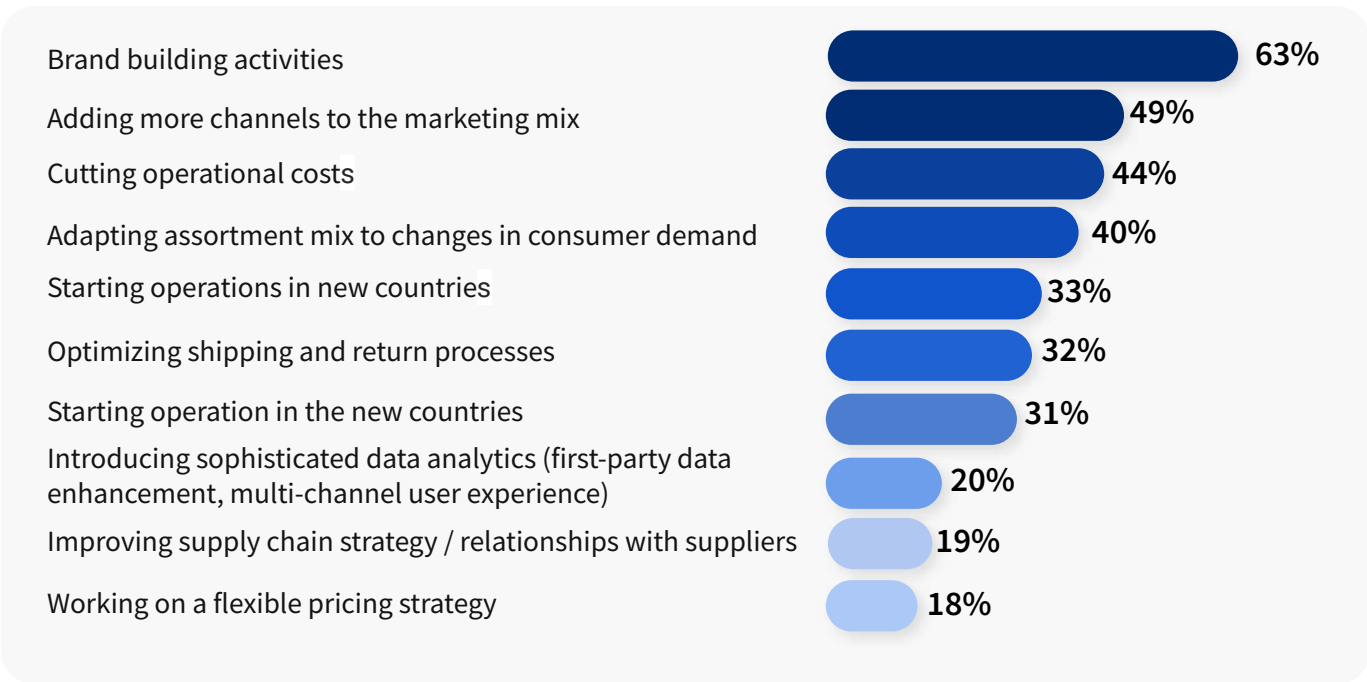 Brand building activities 63%
Adding more channels to the marketing mix 49%
Cutting operational costs 44%
Adapting assortment mix to changes in consumer demand 40%
Starting operations in new countries 33%
Optimizing shipping and return processes 32%
Starting operation in the new countries 31%
Introducing sophisticated data analytics (first-party data
enhancement, multi-channel user experience) 20%
Improving supply chain strategy / relationships with suppliers 19%
Working on a flexible pricing strategy 18%